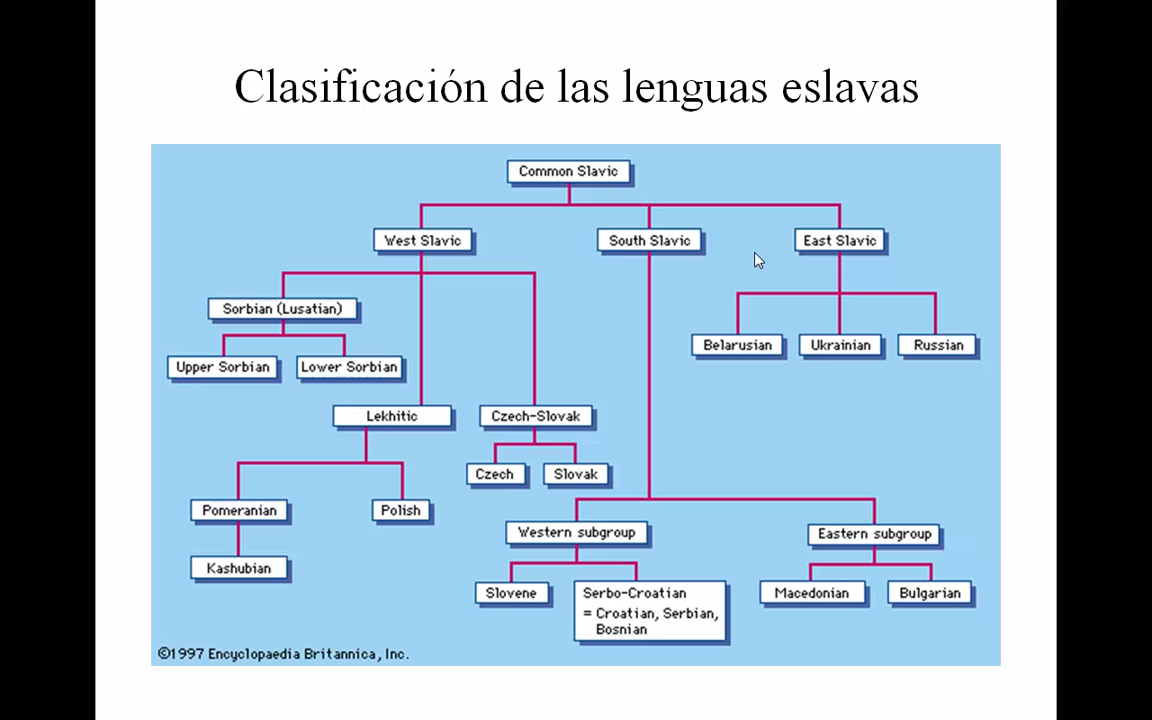 Clasificación de las lenguas eslavas
Common Slavic
West Slavic
South Slavic
East Slavic
Sorbian (Lusatian)
Upper Sorbian
Lower Sorbian
Belarusian
Ukrainian
Russian
Lekhitic
Czech-Slovak
Czech
Slovak
Pomeranian
Polish
Kashubian
Western subgroup
Eastern subgroup
Slovene
Serbo-Croatian
= Croatian, Serbian,
Bosnian
Macedonian
Bulgarian
©1997 Encyclopaedia Britannica, Inc.